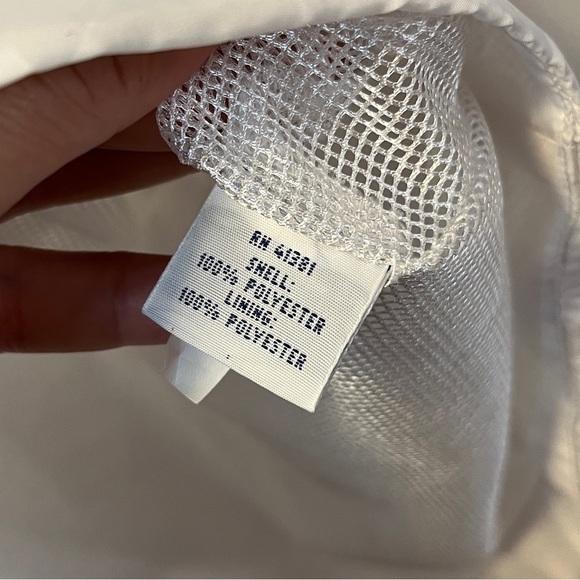 RN 41381
SHELL-
100% POLYESTER
LINING-
100% POLYESTER